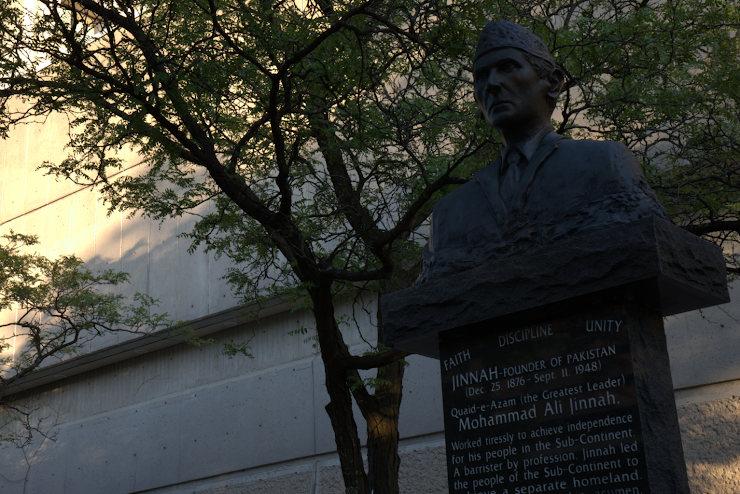 FAITH DISCIPLINE UNITY
JINNAH-FOUNDER OF PAKISTAN
(Dec. 25. 1876 - Sept. 11. 1948)
Quaid-e-Azam (the Greatest Leader)
Mohammad Ali Jinnah.
Worked tiressly to achieve independence
for his people in the Sub-Continent.
A barrister by profession. Jinnah led
the people of the Sub-Continent to
a separate homeland.